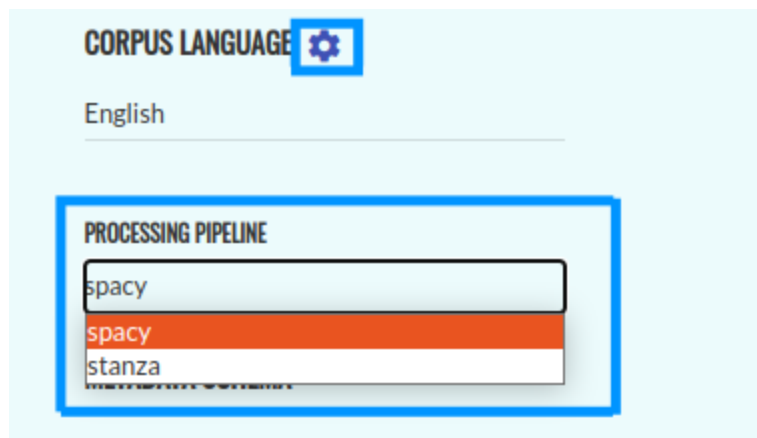 CORPUS LANGUAGE
English
PROCESSING PIPELINE
spacy
spacy
stanza